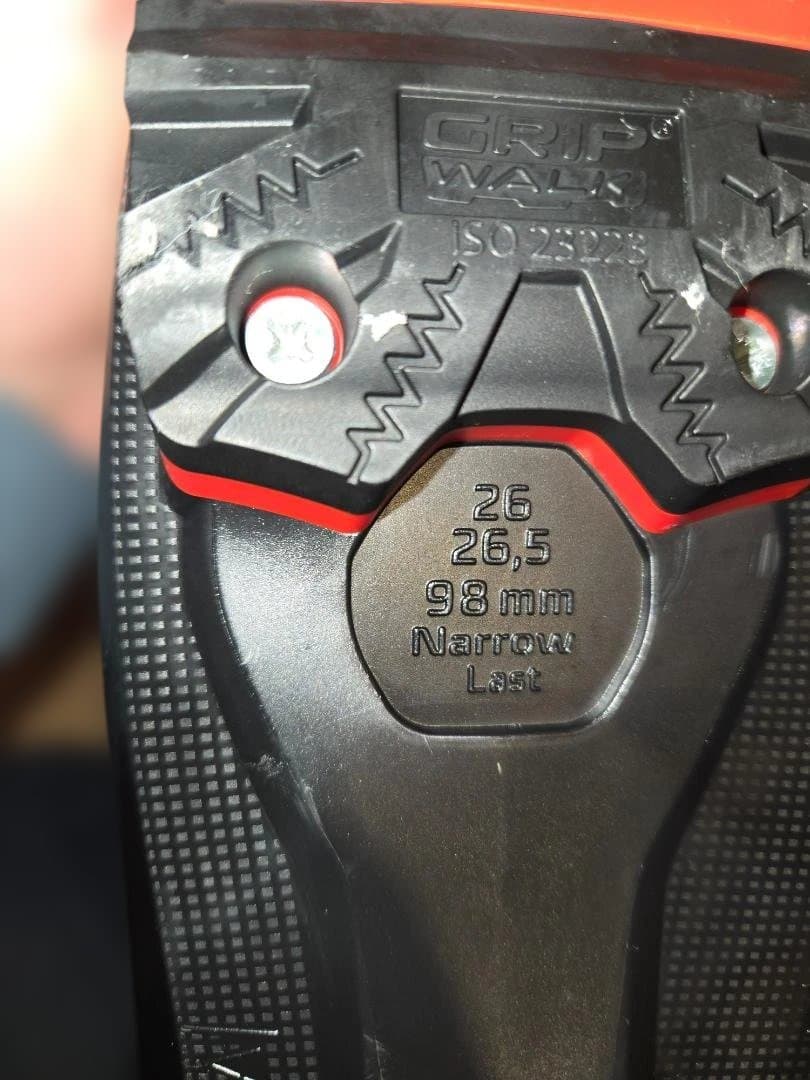 GRIP®
WALK
ISO 23223
26
26,5
98 mm
Narrow
Last